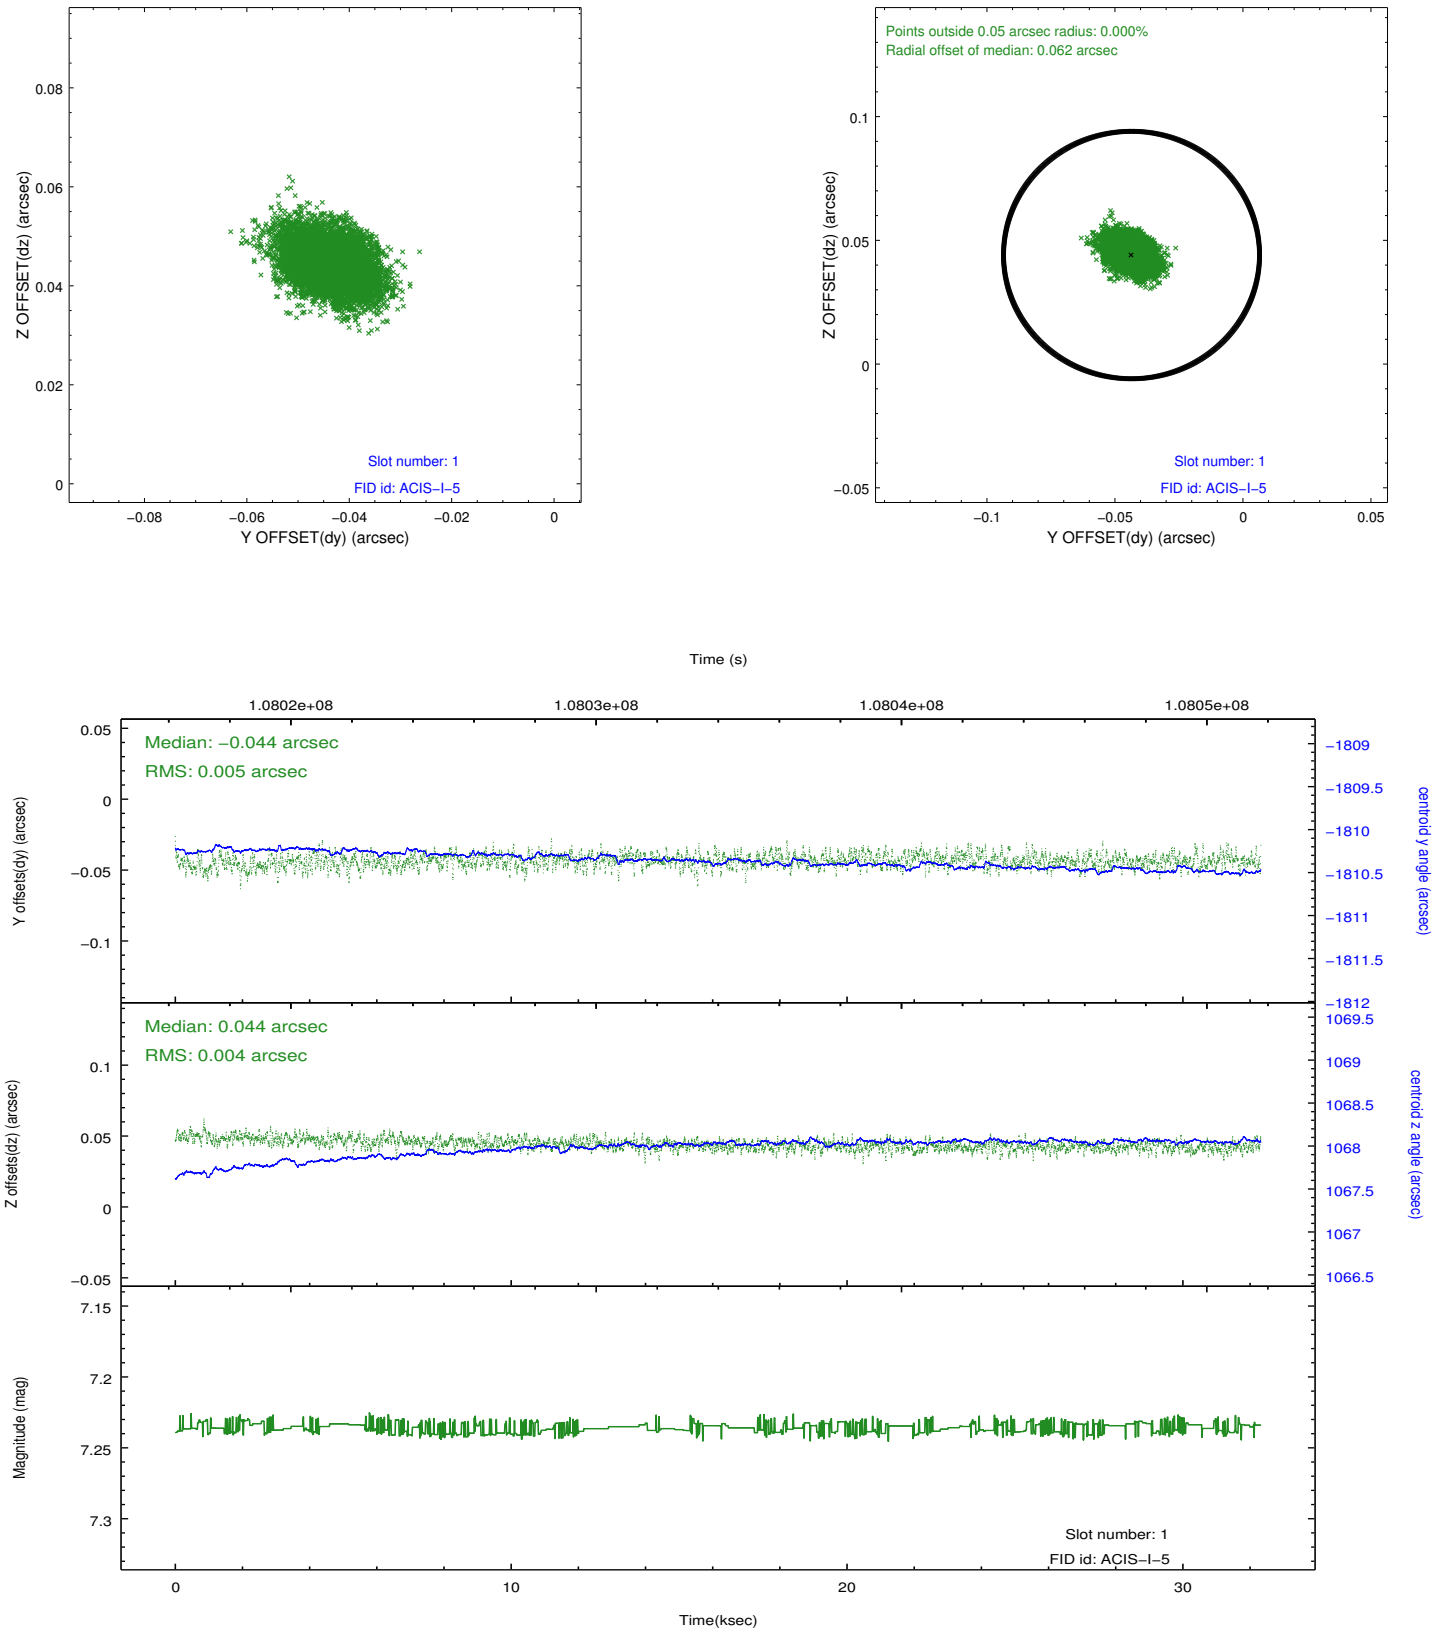 0.08
0.06
0.04
0.02
0
Z OFFSET(dz) (arcsec)
Slot number: 1
FID id: ACIS−I−5
−0.08
−0.06
−0.04
−0.02
0
Y OFFSET(dy) (arcsec)
Points outside 0.05 arcsec radius: 0.000%
Radial offset of median: 0.062 arcsec
0.1
0.05
0
−0.05
Z OFFSET(dz) (arcsec)
Slot number: 1
FID id: ACIS−I−5
−0.1
−0.05
0
0.05
Y OFFSET(dy) (arcsec)
Time (s)
1.0802e+08
1.0803e+08
1.0804e+08
1.0805e+08
0.05
0
−0.05
−0.1
Y offsets(dy) (arcsec)
Median: −0.044 arcsec
RMS: 0.005 arcsec
−1809
−1809.5
−1810
−1810.5
−1811
−1811.5
−1812
centroid y angle (arcsec)
0.1
0.05
0
−0.05
Z offsets(dz) (arcsec)
Median: 0.044 arcsec
RMS: 0.004 arcsec
1069.5
1069
1068.5
1068
1067.5
1067
1066.5
centroid z angle (arcsec)
7.15
7.2
7.25
7.3
Magnitude (mag)
Slot number: 1
FID id: ACIS−I−5
0
10
20
30
Time(ksec)